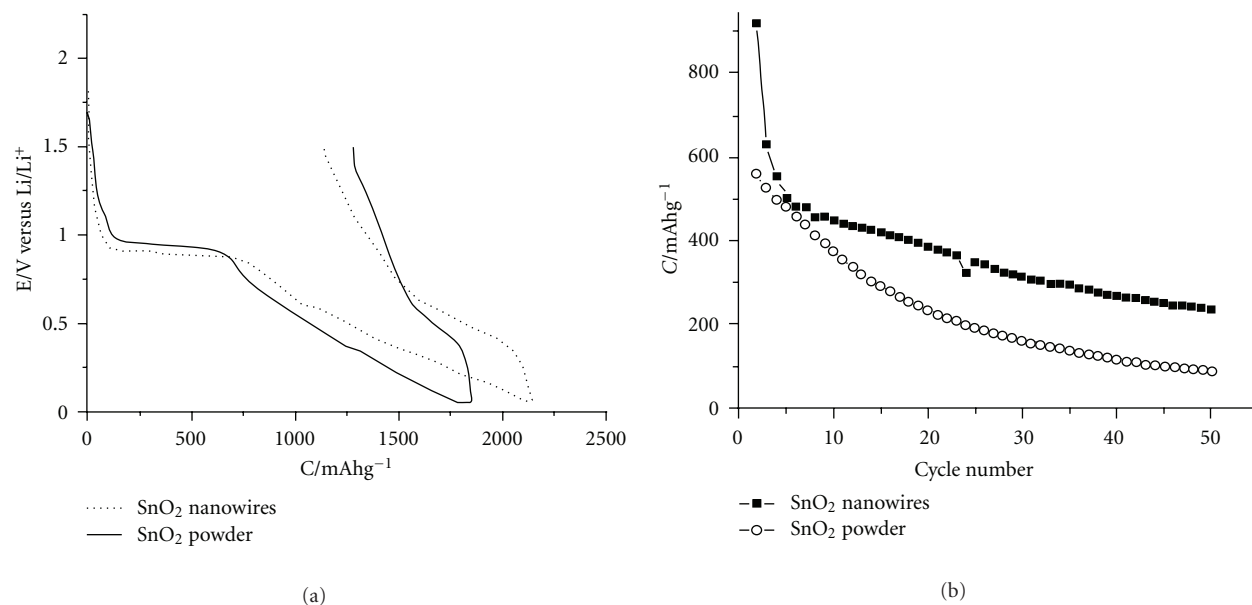 2
1.5
1
0.5
0
E/V versus Li/Li⁺
0 500 1000 1500 2000 2500
C/mAhg⁻¹
SnO₂ nanowires
SnO₂ powder
(a)
800
600
400
200
0
C/mAhg⁻¹
0 10 20 30 40 50
Cycle number
SnO₂ nanowires
SnO₂ powder
(b)